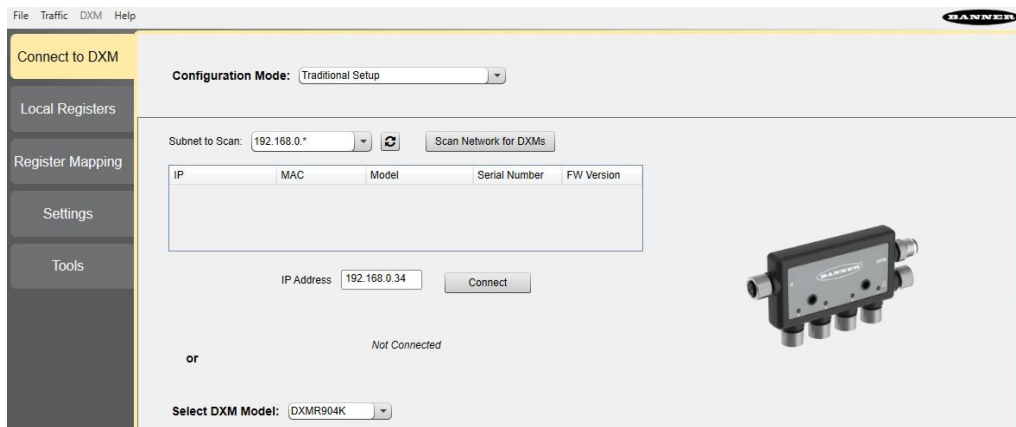 File Traffic DXM Help
BANNER
Connect to DXM
Configuration Mode: Traditional Setup
Local Registers
Subnet to Scan: 192.168.0.* Scan Network for DXMs
Register Mapping
IP MAC Model Serial Number FW Version
Settings
Tools
IP Address 192.168.0.34 Connect
BANNER
Not Connected
or
Select DXM Model: DXMR904K